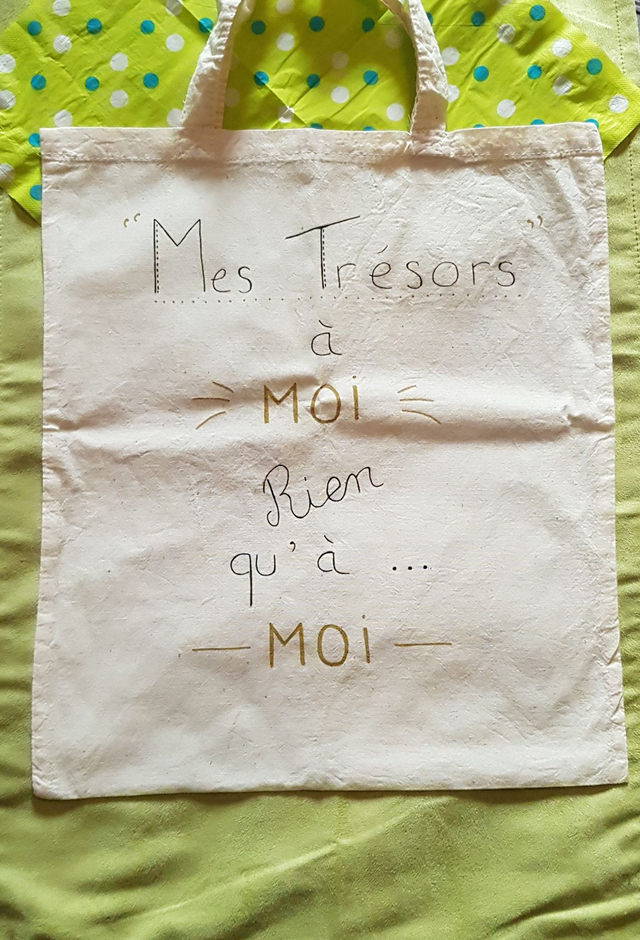 “Mes Trésors”
à
MOi
Rien
qu'à ...
— MOi —